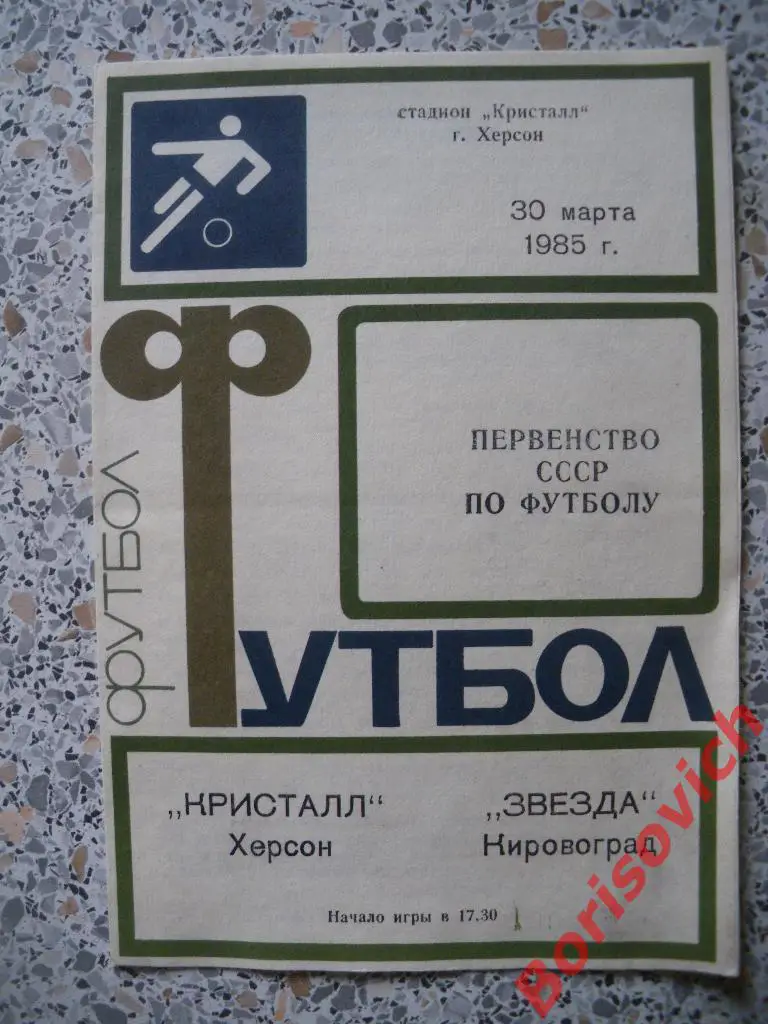 стадион „Кристалл“
г. Херсон
30 марта
1985 г.
ПЕРВЕНСТВО
СССР
ПО ФУТБОЛУ
ФУТБОЛ
ФУТБОЛ
„КРИСТАЛЛ“
Херсон
„ЗВЕЗДА“
Кировоград
Начало игры в 17.30
Borisovich